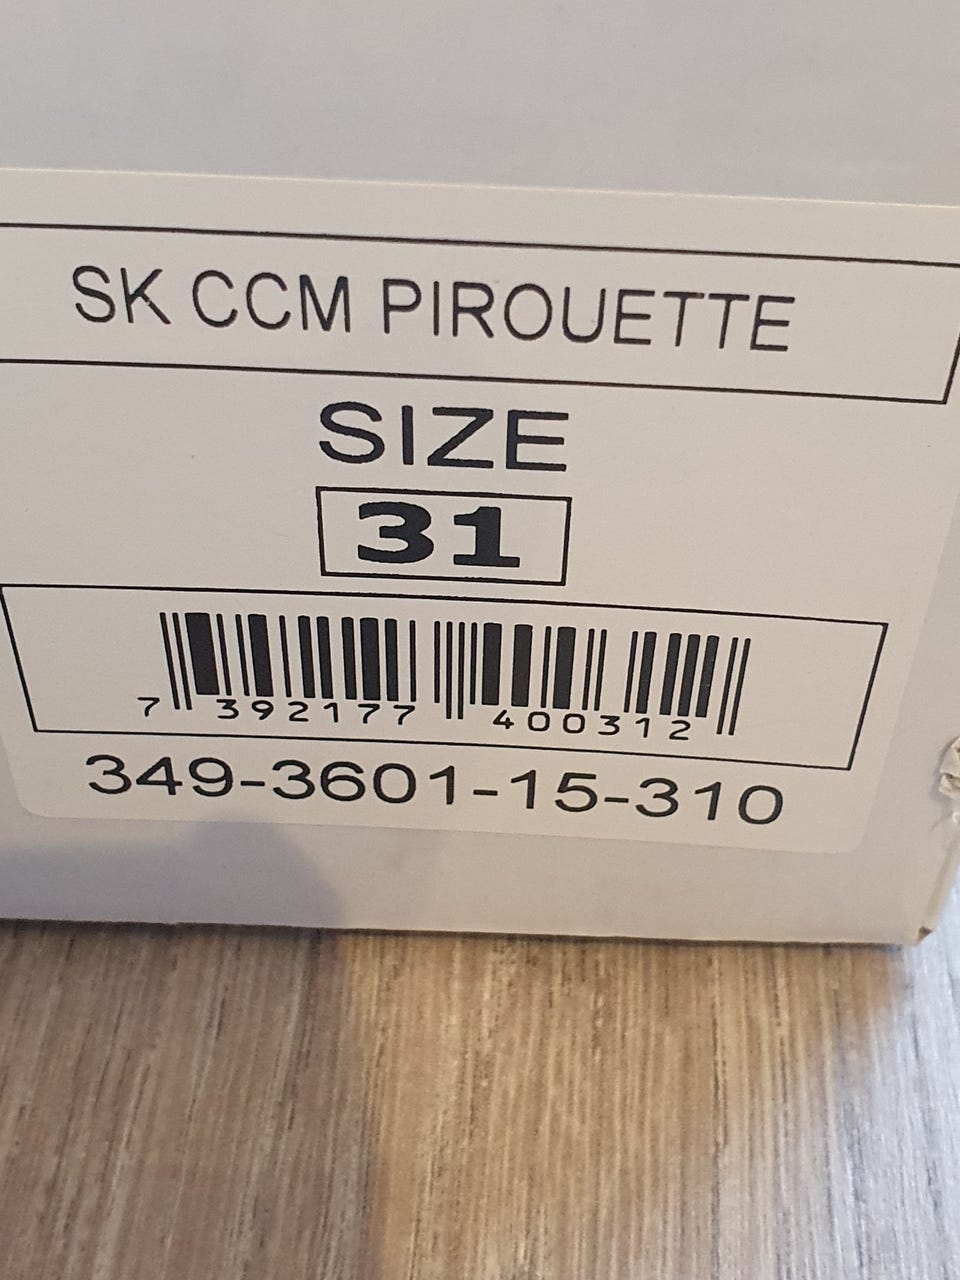 SK CCM PIROUETTE
SIZE
31
7 392177 400312
349-3601-15-310